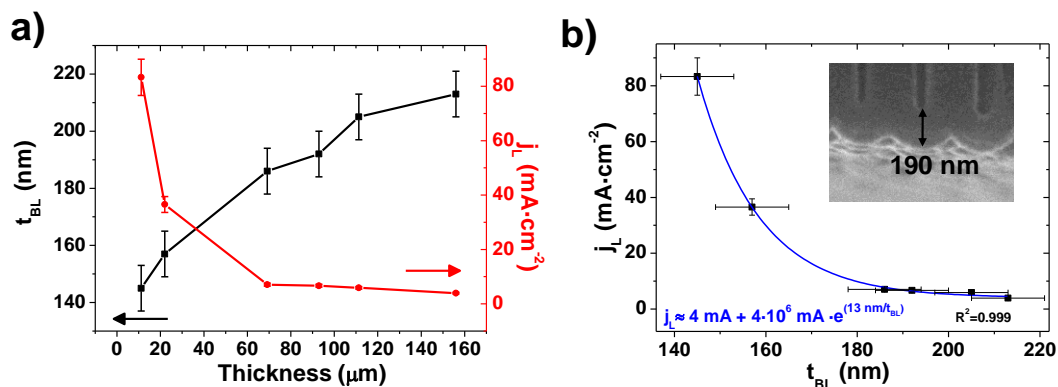 a)
t_BL (nm)
220
200
180
160
140
80
60
40
20
0
j_L (mA·cm^-2)
0 20 40 60 80 100 120 140 160
Thickness (μm)
b)
j_L (mA·cm^-2)
80
60
40
20
0
190 nm
j_L ≈ 4 mA + 4·10^6 mA ·e^(13 nm/t_BL)
R^2=0.999
140 160 180 200 220
t_BL (nm)